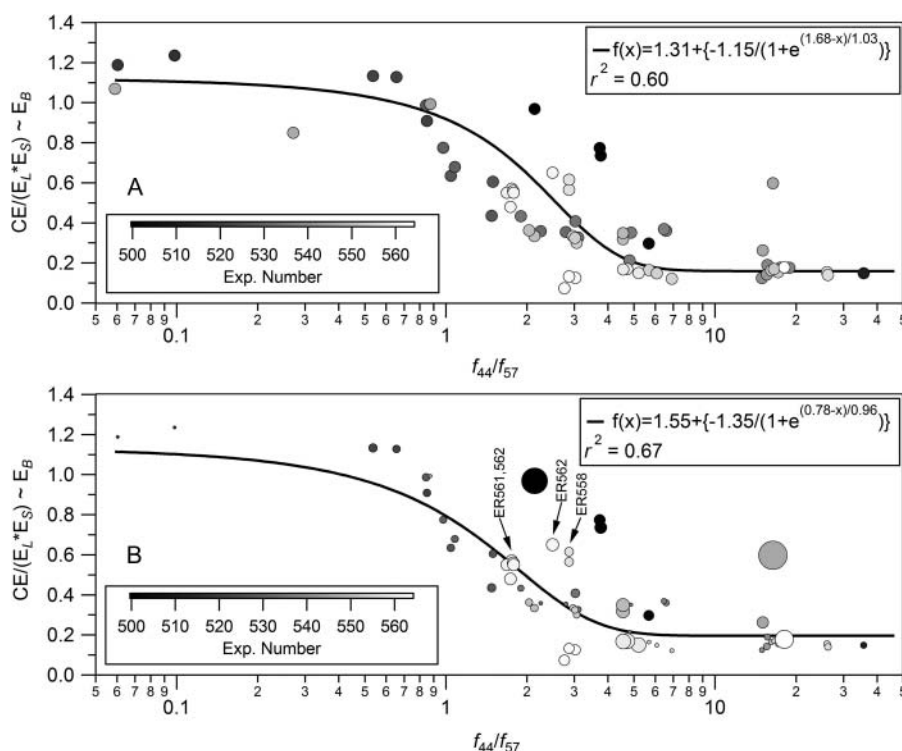 1.4
1.2
1.0
0.8
0.6
0.4
0.2
0.0
CE/(E_L*E_S) ~ E_B
f(x)=1.31+{-1.15/(1+e^(1.68-x)/1.03)}
r² = 0.60
A
500 510 520 530 540 550 560
Exp. Number
5 6 7 8 9 0.1 2 3 4 5 6 7 8 9 1 2 3 4 5 6 7 8 9 10 2 3 4 5
f44/f57
1.4
1.2
1.0
0.8
0.6
0.4
0.2
0.0
CE/(E_L*E_S) ~ E_B
f(x)=1.55+{-1.35/(1+e^(0.78-x)/0.96)}
r² = 0.67
ER561,562
ER562
ER558
B
500 510 520 530 540 550 560
Exp. Number
5 6 7 8 9 0.1 2 3 4 5 6 7 8 9 1 2 3 4 5 6 7 8 9 10 2 3 4 5
f44/f57